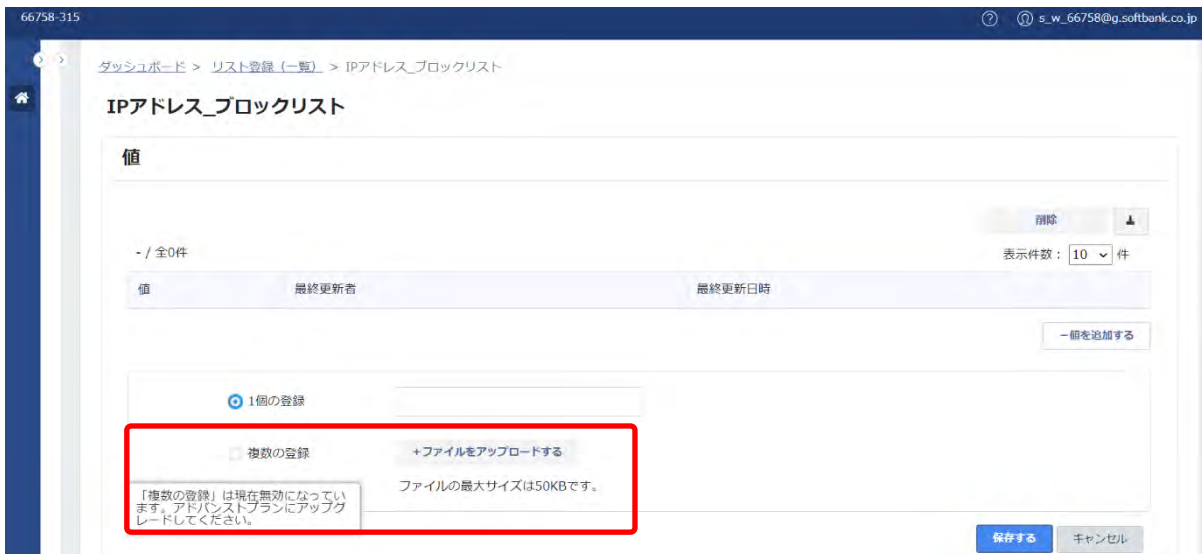 66758-315
s_w_66758@g.softbank.co.jp
ダッシュボード > リスト登録（一覧） > IPアドレス_ブロックリスト
IPアドレス_ブロックリスト
値
削除
- / 全0件
表示件数： 10 件
値 最終更新者 最終更新日時
－値を追加する
1個の登録
複数の登録 +ファイルをアップロードする
ファイルの最大サイズは50KBです。
「複数の登録」は現在無効になってい
ます。アドバンストプランにアップグ
レードしてください。
保存する キャンセル